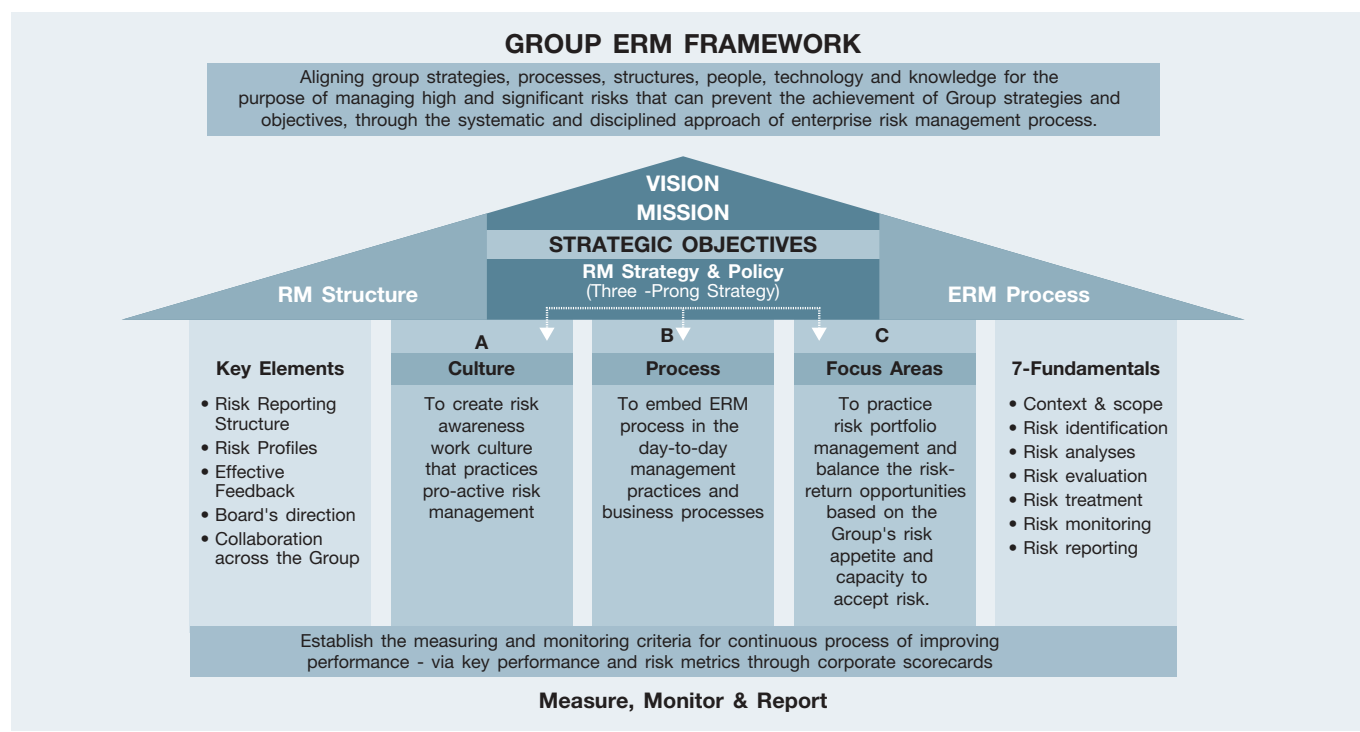 GROUP ERM FRAMEWORK
Aligning group strategies, processes, structures, people, technology and knowledge for the
purpose of managing high and significant risks that can prevent the achievement of Group strategies and
objectives, through the systematic and disciplined approach of enterprise risk management process.
VISION
MISSION
STRATEGIC OBJECTIVES
RM Strategy & Policy
(Three -Prong Strategy)
RM Structure
ERM Process
Key Elements
• Risk Reporting
Structure
• Risk Profiles
• Effective
Feedback
• Board's direction
• Collaboration
across the Group
A
Culture
To create risk
awareness
work culture
that practices
pro-active risk
management
B
Process
To embed ERM
process in the
day-to-day
management
practices and
business processes
C
Focus Areas
To practice
risk portfolio
management and
balance the risk-
return opportunities
based on the
Group's risk
appetite and
capacity to
accept risk.
7-Fundamentals
• Context & scope
• Risk identification
• Risk analyses
• Risk evaluation
• Risk treatment
• Risk monitoring
• Risk reporting
Establish the measuring and monitoring criteria for continuous process of improving
performance - via key performance and risk metrics through corporate scorecards
Measure, Monitor & Report